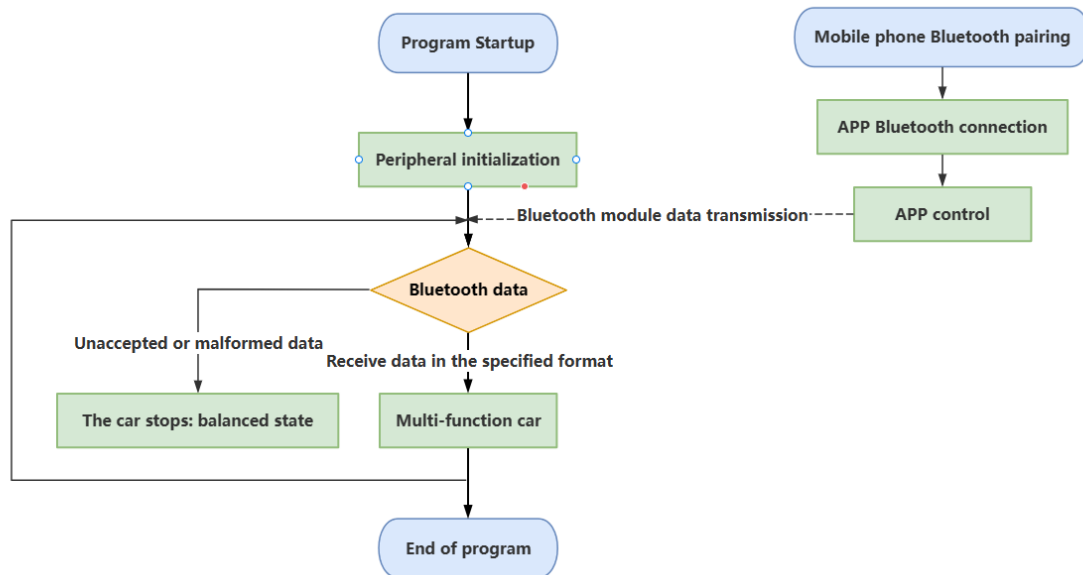 Program Startup
Mobile phone Bluetooth pairing
APP Bluetooth connection
Peripheral initialization
Bluetooth module data transmission
APP control
Bluetooth data
Unaccepted or malformed data
Receive data in the specified format
The car stops: balanced state
Multi-function car
End of program